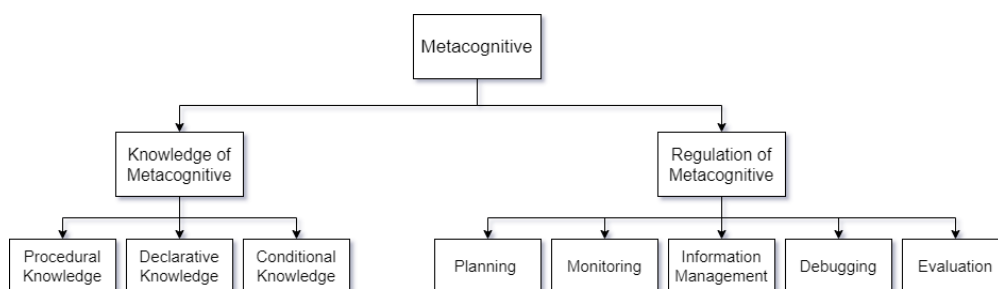 Metacognitive
Knowledge of
Metacognitive
Regulation of
Metacognitive
Procedural
Knowledge
Declarative
Knowledge
Conditional
Knowledge
Planning
Monitoring
Information
Management
Debugging
Evaluation